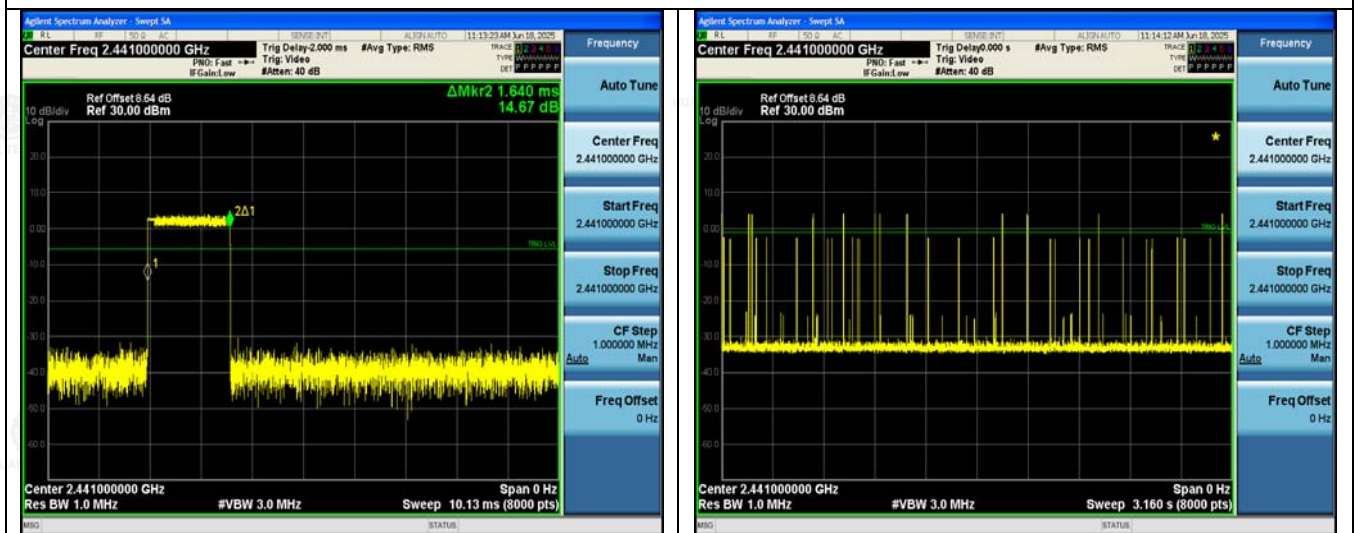 Agilent Spectrum Analyzer - Swept SA
RL RF 50 Ω AC SENSE:INT ALIGN AUTO 11:13:23 AM Jun 18, 2025
Center Freq 2.441000000 GHz
Trig Delay-2.000 ms #Avg Type: RMS
TRACE 1 2 3 4 5 6
PNO: Fast Trig: Video
TYPE
IFGain:Low #Atten: 40 dB
DET P P P P P P
ΔMkr2 1.640 ms
14.67 dB
Ref Offset 8.64 dB
10 dB/div Ref 30.00 dBm
Log
20.0
10.0
0.00
-10.0
-20.0
-30.0
-40.0
-50.0
-60.0
2Δ1
1
TRIG LVL
Center 2.441000000 GHz Span 0 Hz
Res BW 1.0 MHz #VBW 3.0 MHz Sweep 10.13 ms (8000 pts)
MSG STATUS
Frequency
Auto Tune
Center Freq
2.441000000 GHz
Start Freq
2.441000000 GHz
Stop Freq
2.441000000 GHz
CF Step
1.000000 MHz
Auto Man
Freq Offset
0 Hz
Agilent Spectrum Analyzer - Swept SA
RL RF 50 Ω AC SENSE:INT ALIGN AUTO 11:14:12 AM Jun 18, 2025
Center Freq 2.441000000 GHz
Trig Delay0.000 s #Avg Type: RMS
TRACE 1 2 3 4 5 6
PNO: Fast Trig: Video
TYPE
IFGain:Low #Atten: 40 dB
DET P P P P P P
Ref Offset 8.64 dB
10 dB/div Ref 30.00 dBm
Log
20.0
10.0
0.00
-10.0
-20.0
-30.0
-40.0
-50.0
-60.0
*
TRIG LVL
Center 2.441000000 GHz Span 0 Hz
Res BW 1.0 MHz #VBW 3.0 MHz Sweep 3.160 s (8000 pts)
MSG STATUS
Frequency
Auto Tune
Center Freq
2.441000000 GHz
Start Freq
2.441000000 GHz
Stop Freq
2.441000000 GHz
CF Step
1.000000 MHz
Auto Man
Freq Offset
0 Hz